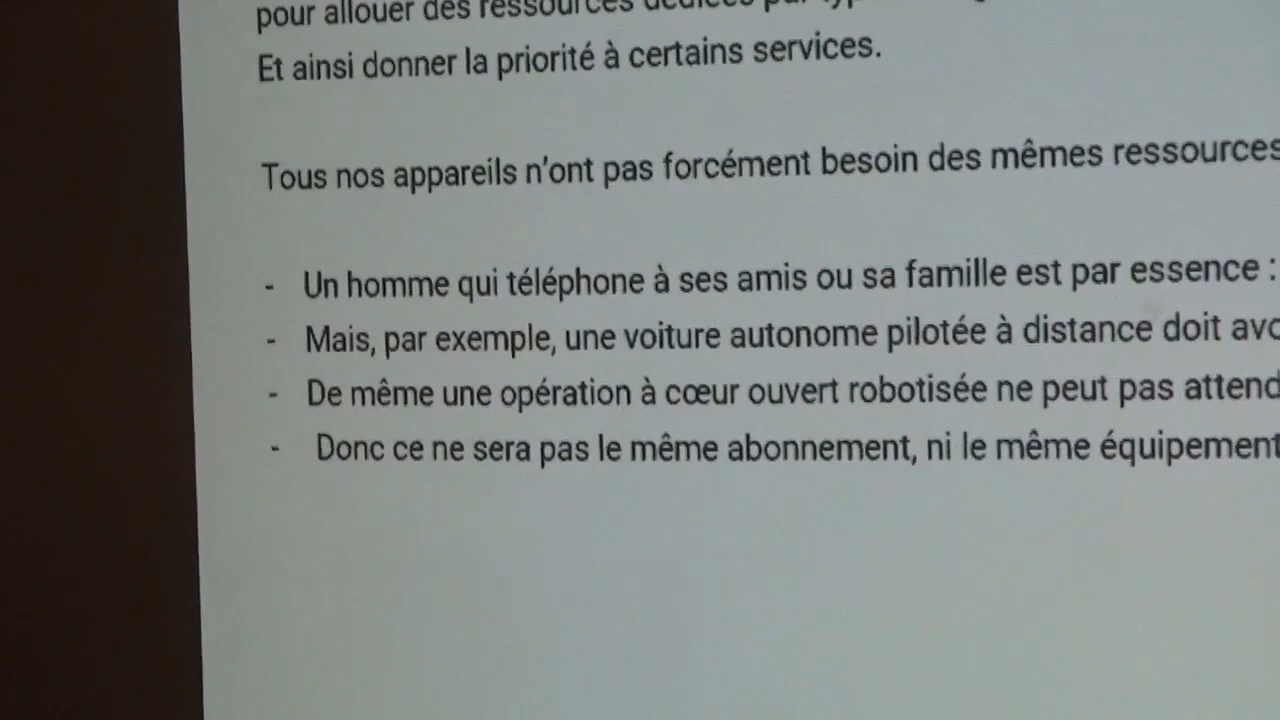 pour allouer des ressources dédiées par
Et ainsi donner la priorité à certains services.
Tous nos appareils n'ont pas forcément besoin des mêmes ressources
- Un homme qui téléphone à ses amis ou sa famille est par essence :
- Mais, par exemple, une voiture autonome pilotée à distance doit
- De même une opération à cœur ouvert robotisée ne peut pas
- Donc ce ne sera pas le même abonnement, ni le même équipement